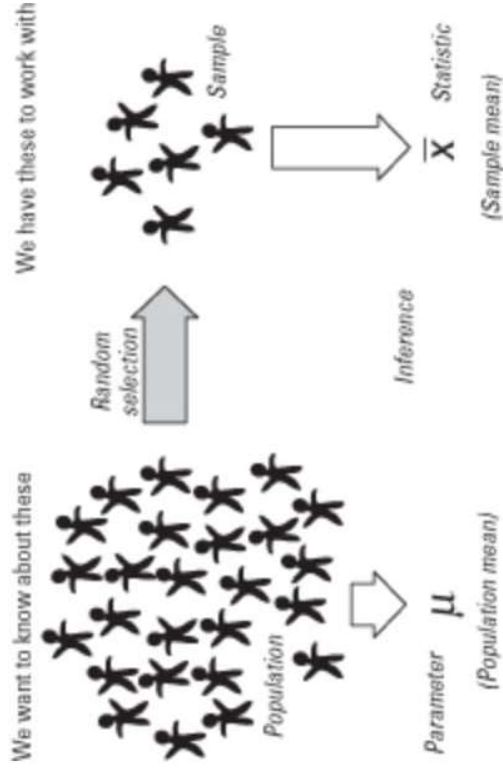 We want to know about these
We have these to work with
Random
selection
Population
Sample
Parameter μ
(Population mean)
Inference
x̄ Statistic
(Sample mean)